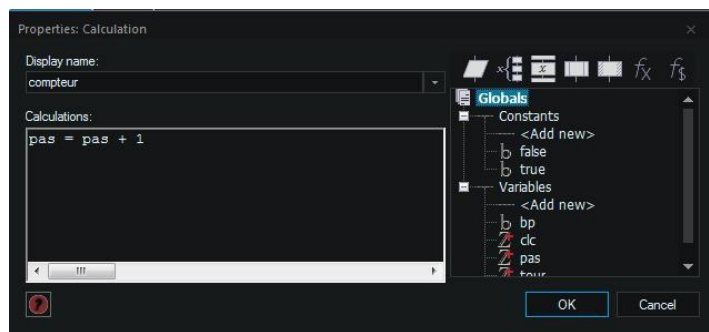 Properties: Calculation
Display name:
compteur
Calculations:
pas = pas + 1
Globals
Constants
<Add new>
false
true
Variables
<Add new>
bp
clc
pas
tour
OK
Cancel